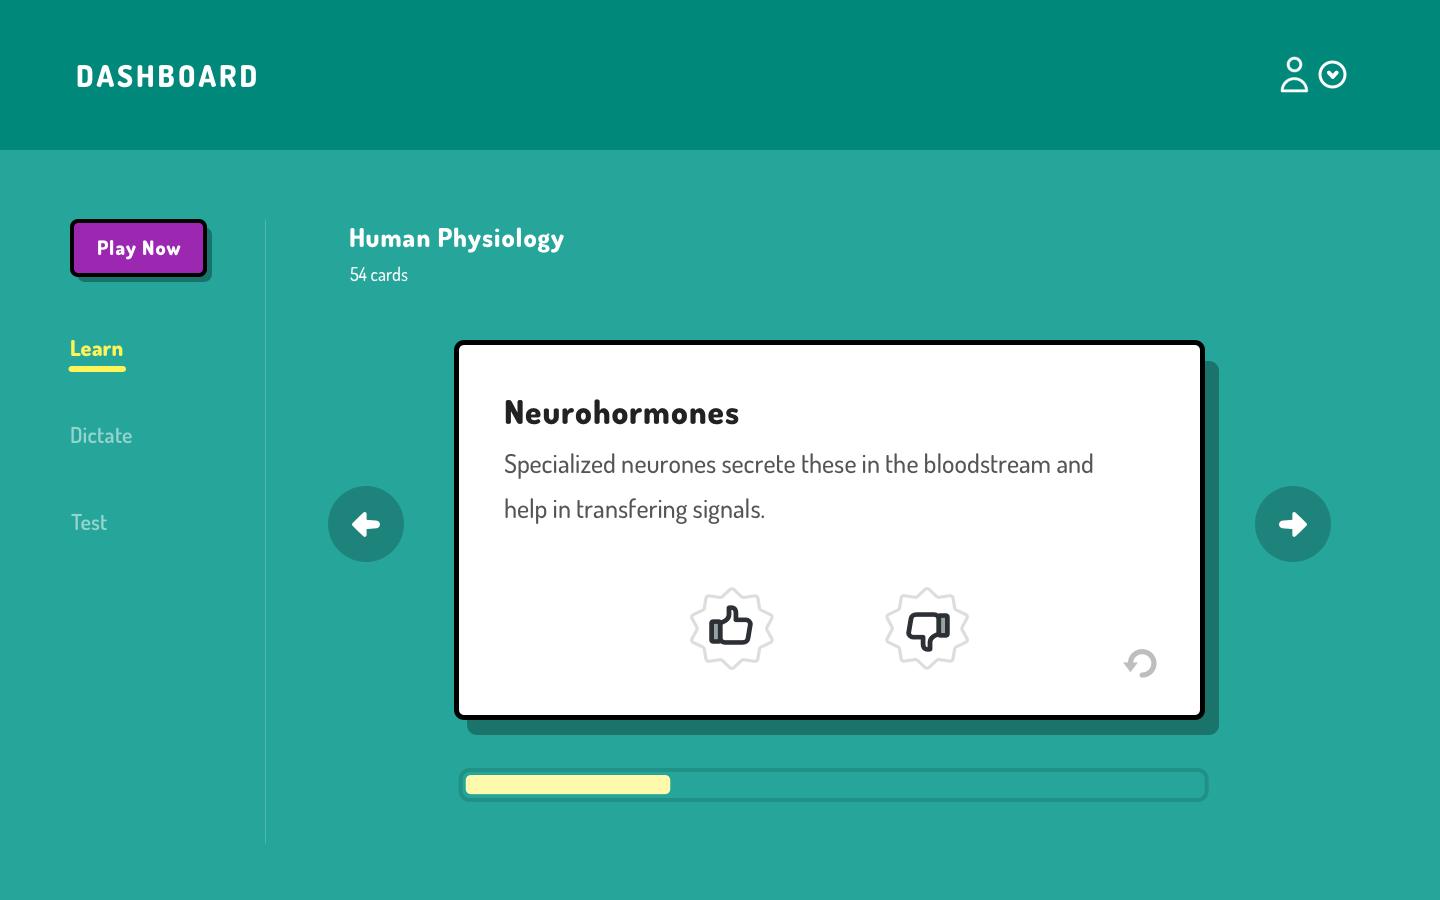 DASHBOARD
Play Now
Learn
Dictate
Test
Human Physiology
54 cards
Neurohormones
Specialized neurones secrete these in the bloodstream and
help in transfering signals.